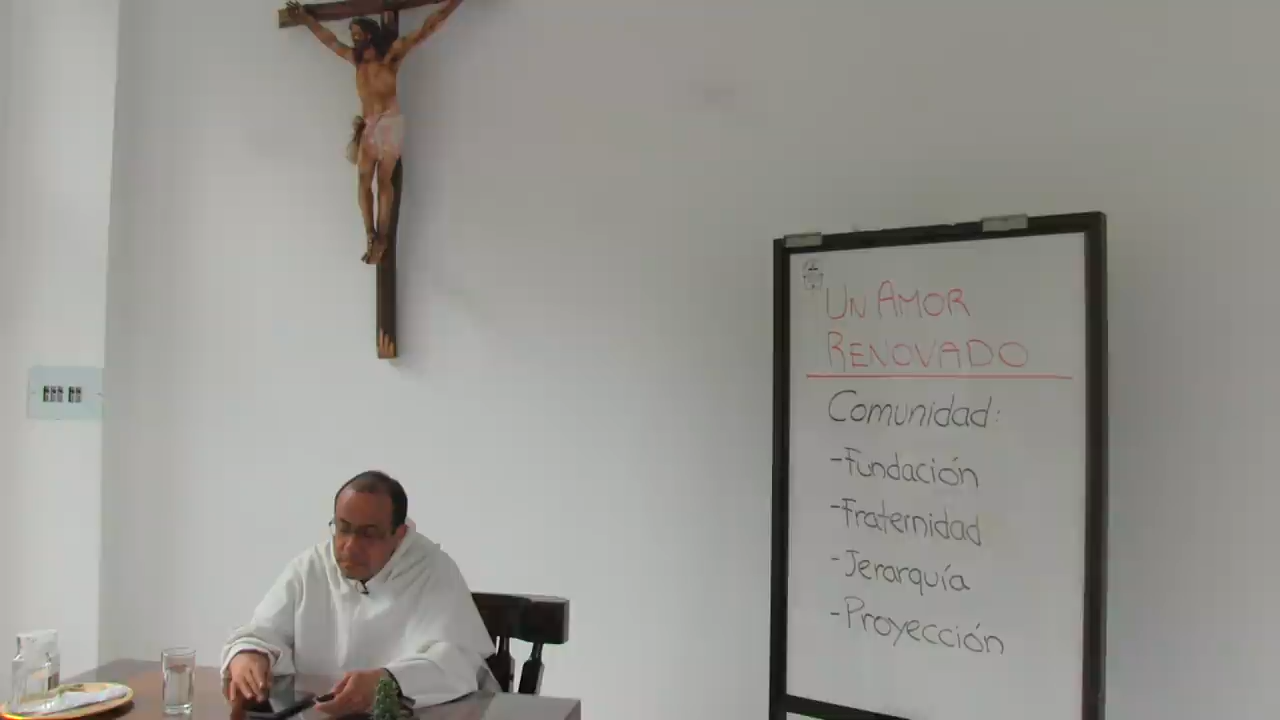 UN AMOR
RENOVADO
Comunidad:
-Fundación
-Fraternidad
-Jerarquía
-Proyección